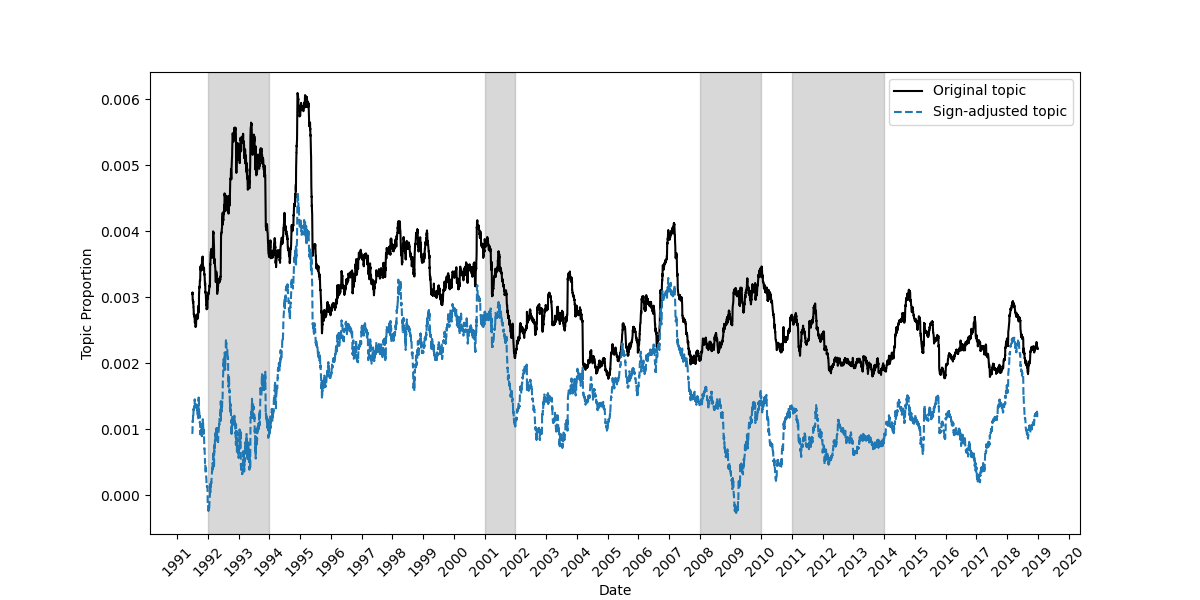 Original topic
Sign-adjusted topic
0.006
0.005
0.004
0.003
0.002
0.001
0.000
Topic Proportion
1991 1992 1993 1994 1995 1996 1997 1998 1999 2000 2001 2002 2003 2004 2005 2006 2007 2008 2009 2010 2011 2012 2013 2014 2015 2016 2017 2018 2019 2020
Date